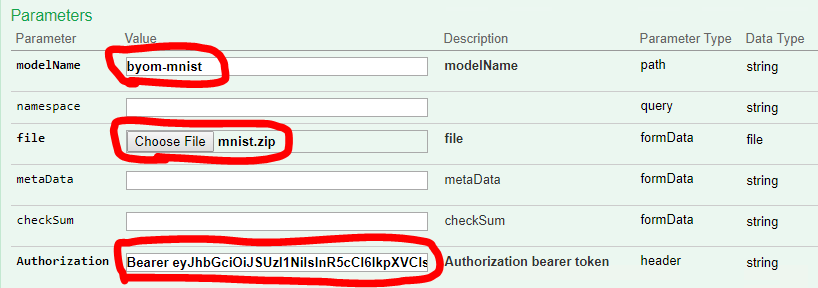 Parameters
Parameter Value Description Parameter Type Data Type
modelName byom-mnist modelName path string
namespace query string
file Choose File mnist.zip file formData file
metaData metaData formData string
checkSum checkSum formData string
Authorization Bearer eyJhbGciOiJSUzI1NiIsInR5cCI6IkpXVCIs Authorization bearer token header string